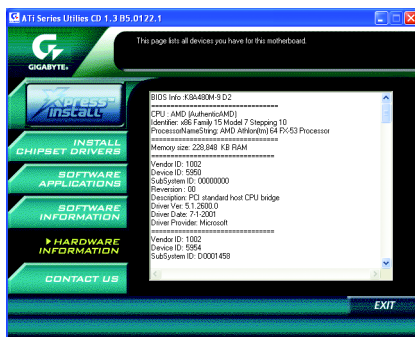 ATi Series Utilies CD 1.3 B5.0122.1
GIGABYTE
This page lists all devices you have for this motherboard.
Xpress Install
INSTALL CHIPSET DRIVERS
SOFTWARE APPLICATIONS
SOFTWARE INFORMATION
HARDWARE INFORMATION
CONTACT US
BIOS Info :K8A480M-9 D2
================================
CPU : AMD (AuthenticAMD)
Identifier: x86 Family 15 Model 7 Stepping 10
ProcessorNameString: AMD Athlon(tm) 64 FX-53 Processor
================================
Memory size: 228,848 KB RAM
================================
Vendor ID: 1002
Device ID: 5950
SubSystem ID: 00000000
Reversion : 00
Description: PCI standard host CPU bridge
Driver Ver: 5.1.2600.0
Driver Date: 7-1-2001
Driver Provider: Microsoft
================================
Vendor ID: 1002
Device ID: 5954
SubSystem ID: D0001458
EXIT